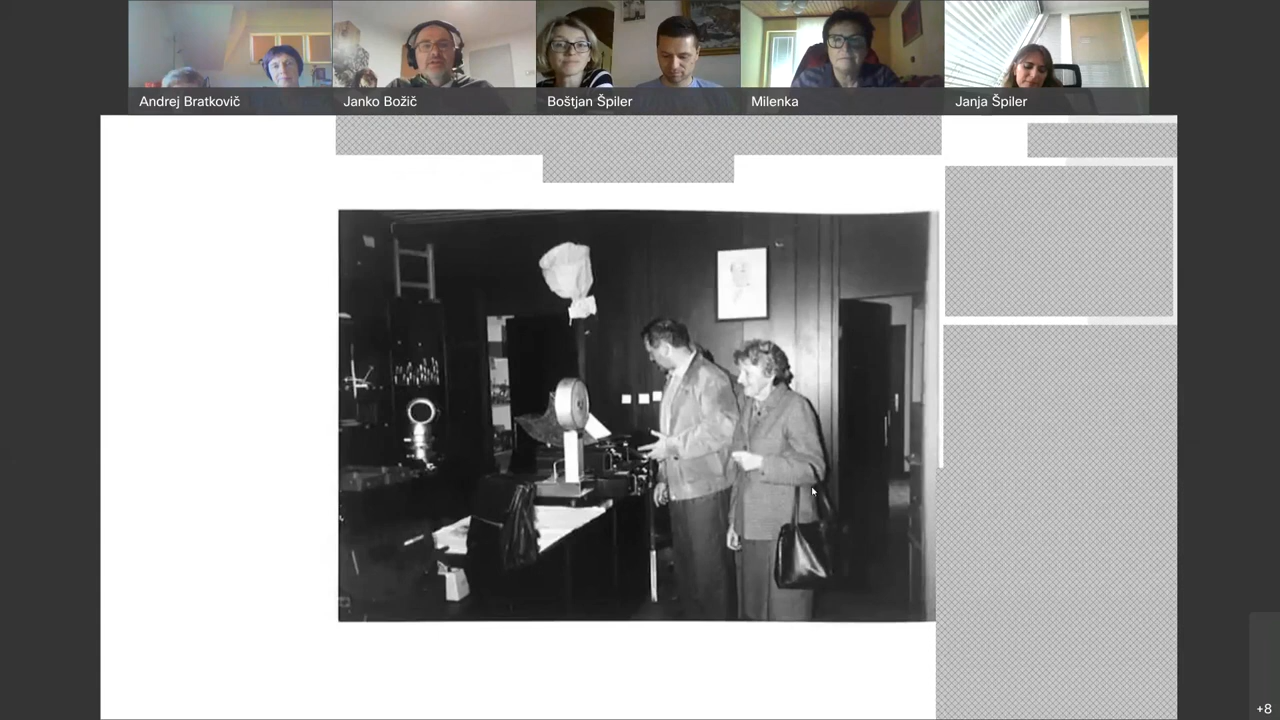 Andrej Bratkovič
Janko Božič
Boštjan Špiler
Milenka
Janja Špiler
+8